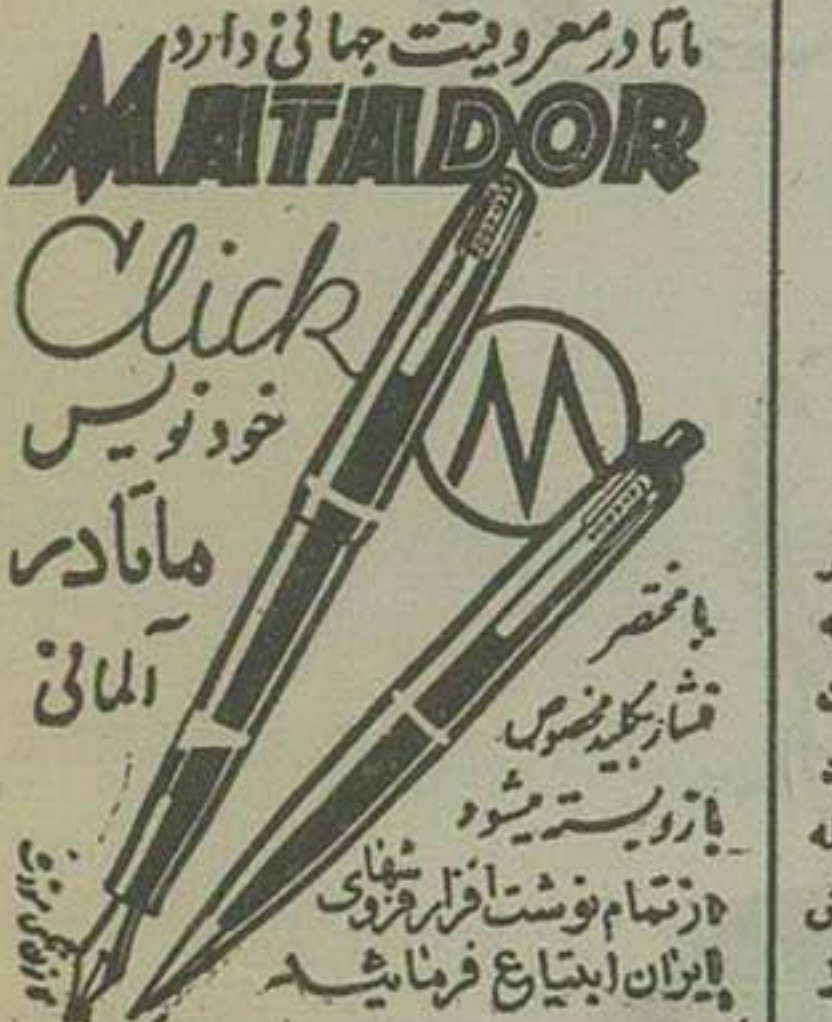 ماتادر معروفیت جهانی دارد
MATADOR
Click
M
خودنویس
ماتادر
آلمانی
با مختصر
فشار بکلید مخصوص
باز و بسته میشود
از تمام نوشت افزار فروشهای
ایران ابتیاع فرمائید